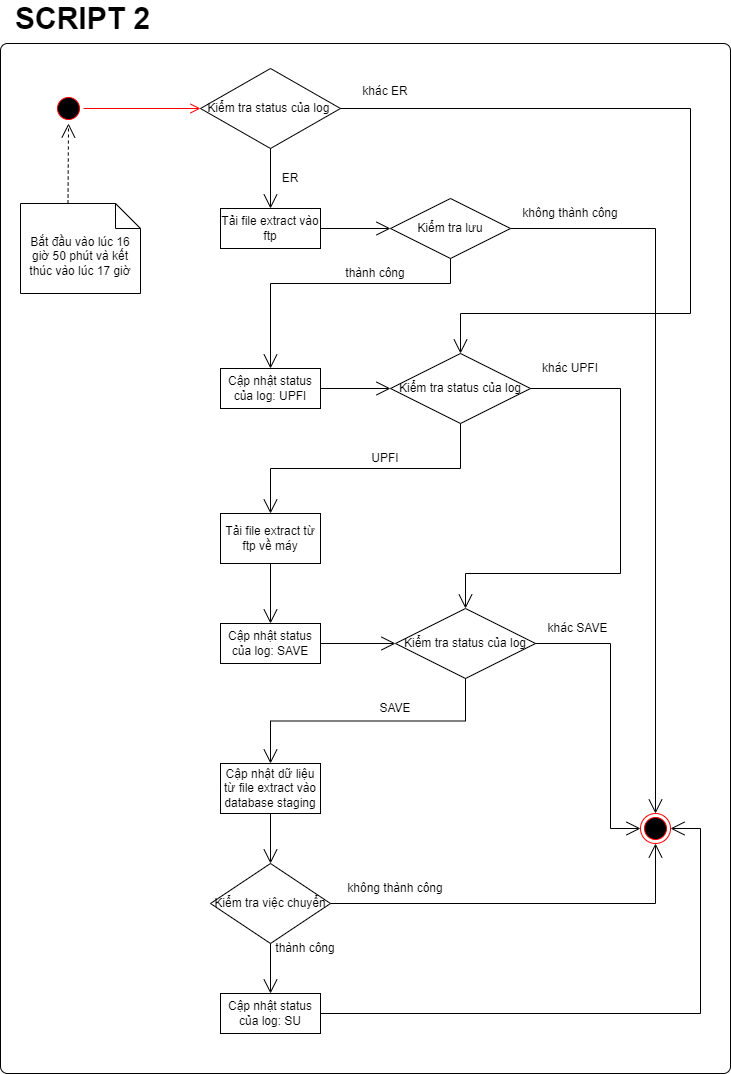 SCRIPT 2
Kiểm tra status của log
khác ER
ER
Bắt đầu vào lúc 16
giờ 50 phút và kết
thúc vào lúc 17 giờ
Tải file extract vào
ftp
Kiểm tra lưu
không thành công
thành công
Cập nhật status
của log: UPFI
Kiểm tra status của log
khác UPFI
UPFI
Tải file extract từ
ftp về máy
Cập nhật status
của log: SAVE
Kiểm tra status của log
khác SAVE
SAVE
Cập nhật dữ liệu
từ file extract vào
database staging
Kiểm tra việc chuyển
không thành công
thành công
Cập nhật status
của log: SU